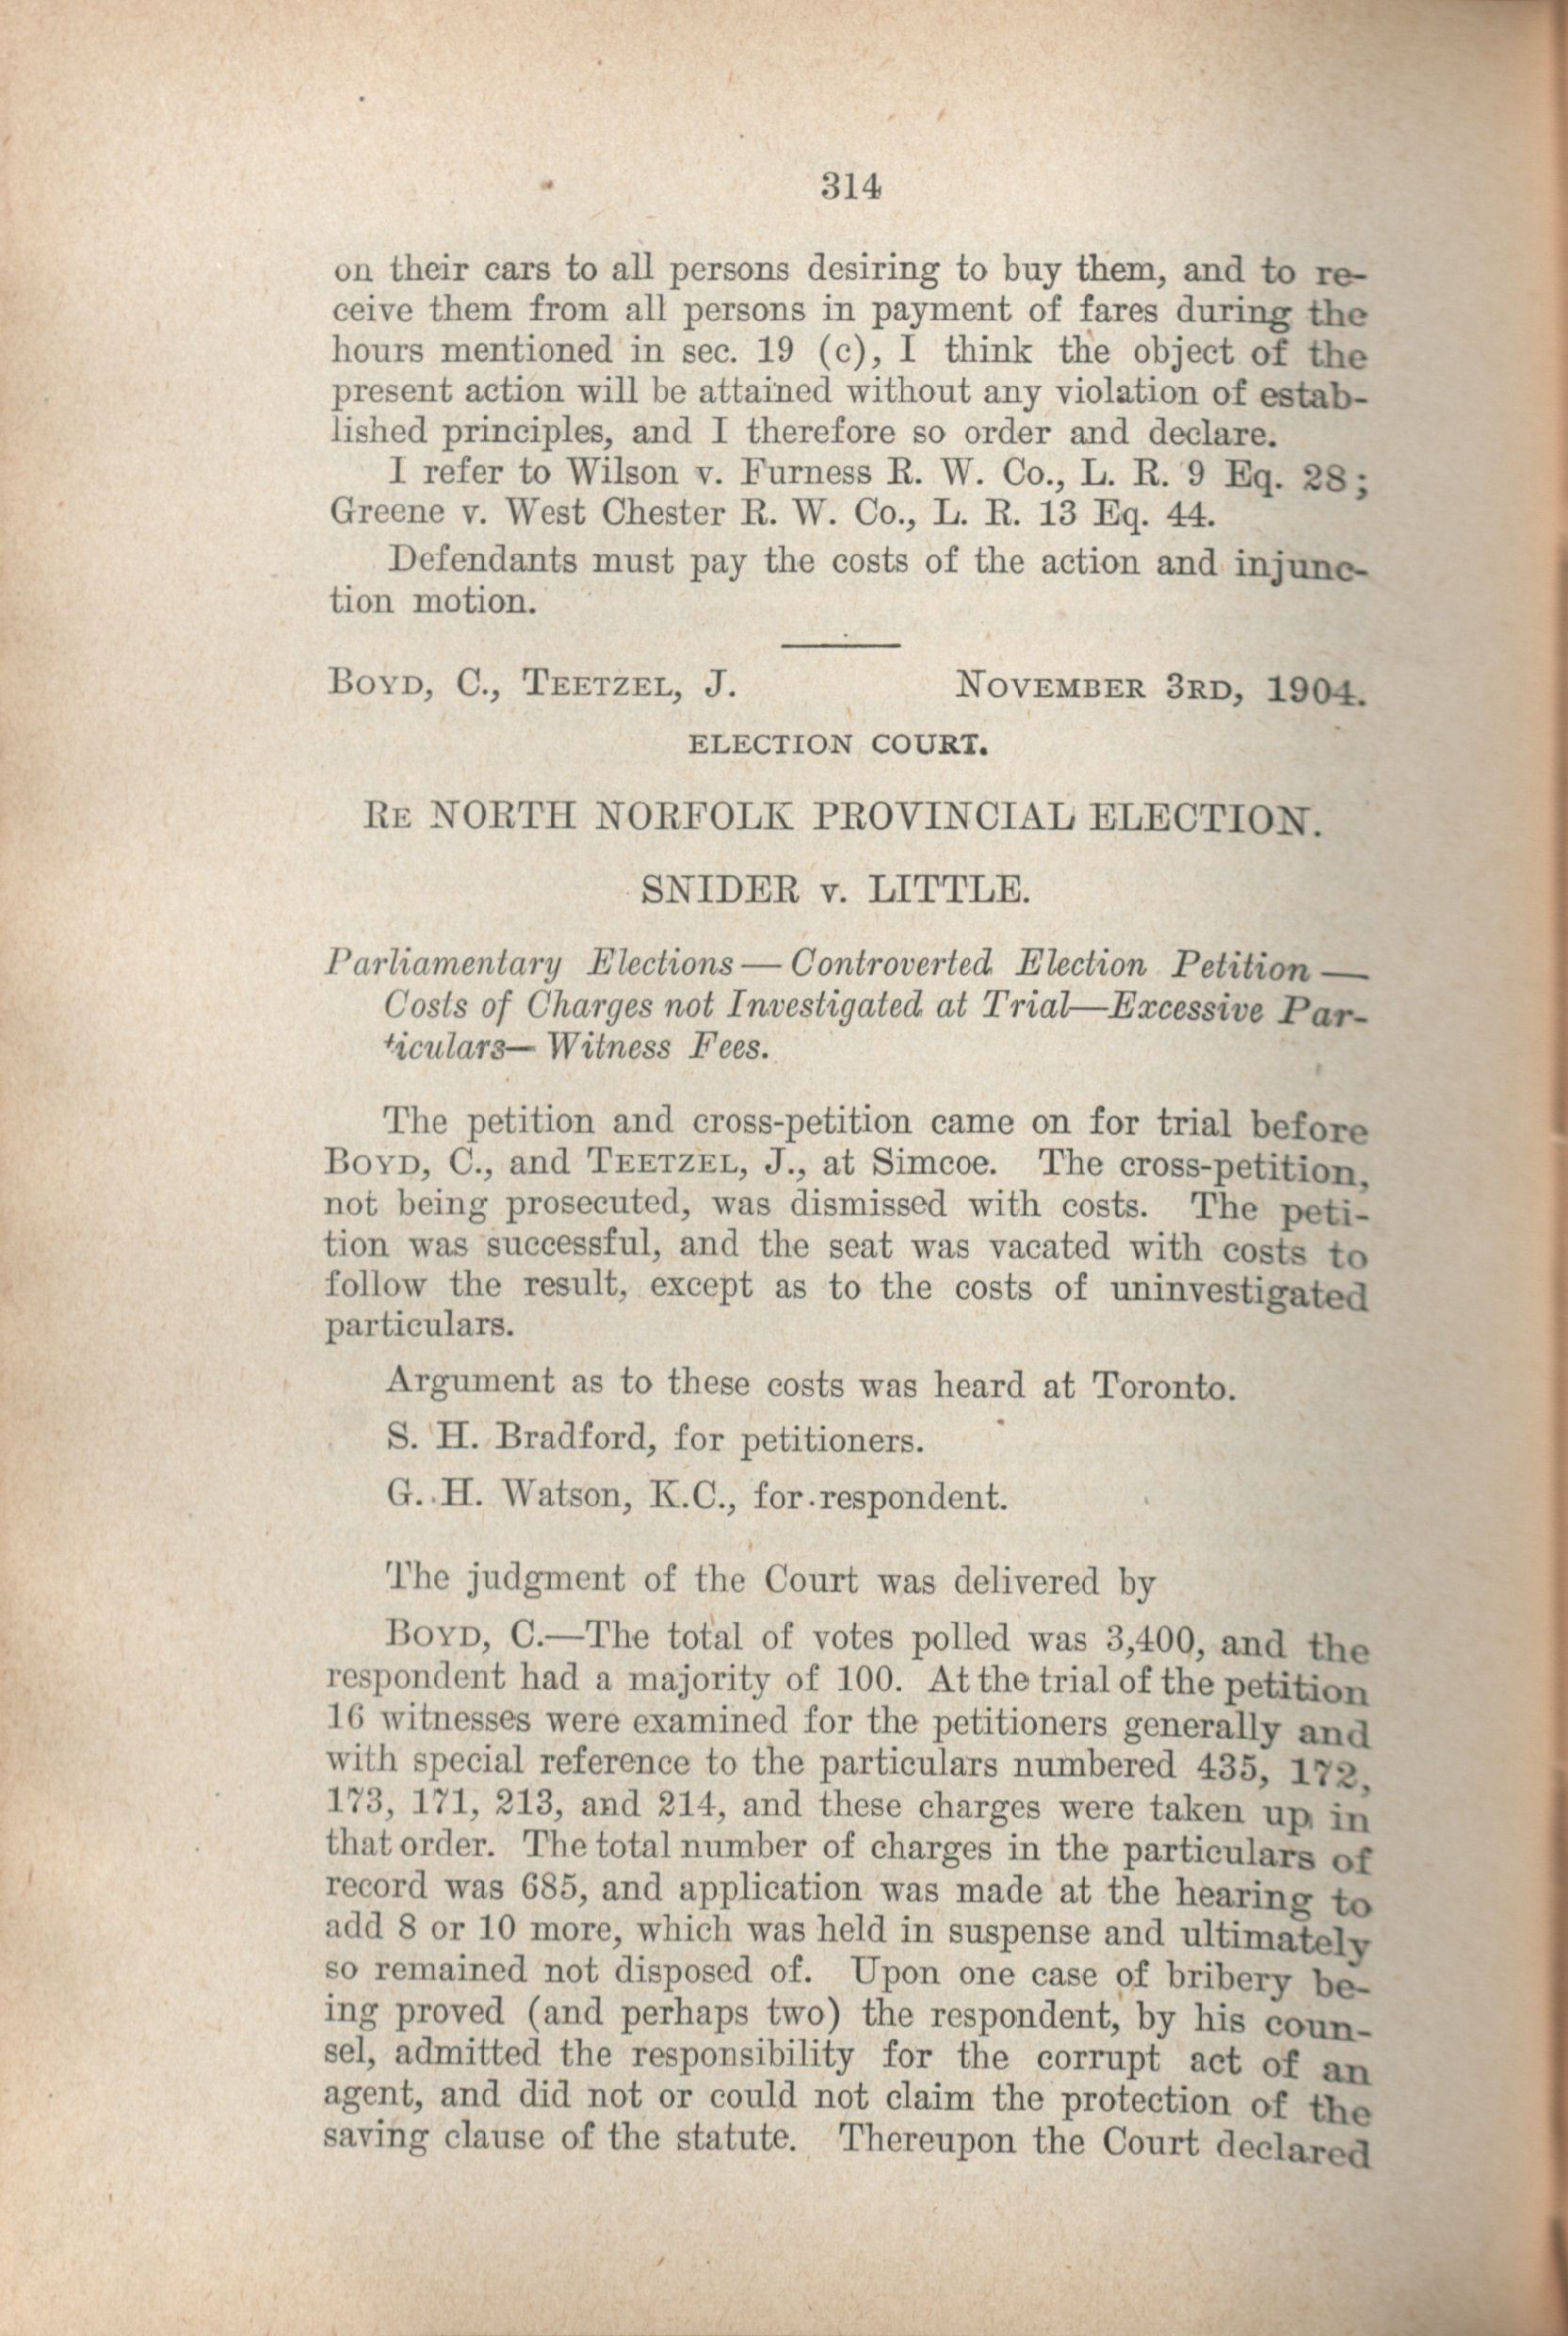 314
on their cars to all persons desiring to buy them, and to re-
ceive them from all persons in payment of fares during the
hours mentioned in sec. 19 (c), I think the object of the
present action will be attained without any violation of estab-
lished principles, and I therefore so order and declare.
I refer to Wilson v. Furness R. W. Co., L. R. 9 Eq. 28;
Greene v. West Chester R. W. Co., L. R. 13 Eq. 44.
Defendants must pay the costs of the action and injunc-
tion motion.
BOYD, C., TEETZEL, J. NOVEMBER 3RD, 1904.
ELECTION COURT.
RE NORTH NORFOLK PROVINCIAL ELECTION.
SNIDER v. LITTLE.
Parliamentary Elections — Controverted Election Petition —
Costs of Charges not Investigated at Trial—Excessive Par-
ticulars—Witness Fees.
The petition and cross-petition came on for trial before
BOYD, C., and TEETZEL, J., at Simcoe. The cross-petition,
not being prosecuted, was dismissed with costs. The peti-
tion was successful, and the seat was vacated with costs to
follow the result, except as to the costs of uninvestigated
particulars.
Argument as to these costs was heard at Toronto.
S. H. Bradford, for petitioners.
G. H. Watson, K.C., for respondent.
The judgment of the Court was delivered by
BOYD, C.—The total of votes polled was 3,400, and the
respondent had a majority of 100. At the trial of the petition
16 witnesses were examined for the petitioners generally and
with special reference to the particulars numbered 435, 172,
173, 171, 213, and 214, and these charges were taken up in
that order. The total number of charges in the particulars of
record was 685, and application was made at the hearing to
add 8 or 10 more, which was held in suspense and ultimately
so remained not disposed of. Upon one case of bribery be-
ing proved (and perhaps two) the respondent, by his coun-
sel, admitted the responsibility for the corrupt act of an
agent, and did not or could not claim the protection of the
saving clause of the statute. Thereupon the Court declared